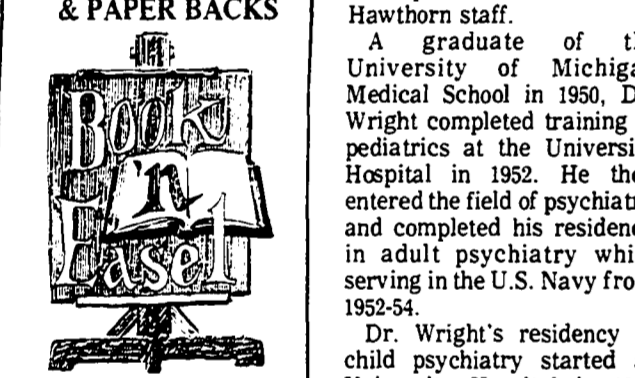 & PAPER BACKS
Book
'n
Easel
Hawthorn staff.
A graduate of
University of
Medical School in 1950,
Wright completed training
pediatrics at the
Hospital in 1952. He
entered the field of
and completed his
in adult psychiatry
serving in the U.S. Navy
1952-54.
Dr. Wright's residency
child psychiatry started